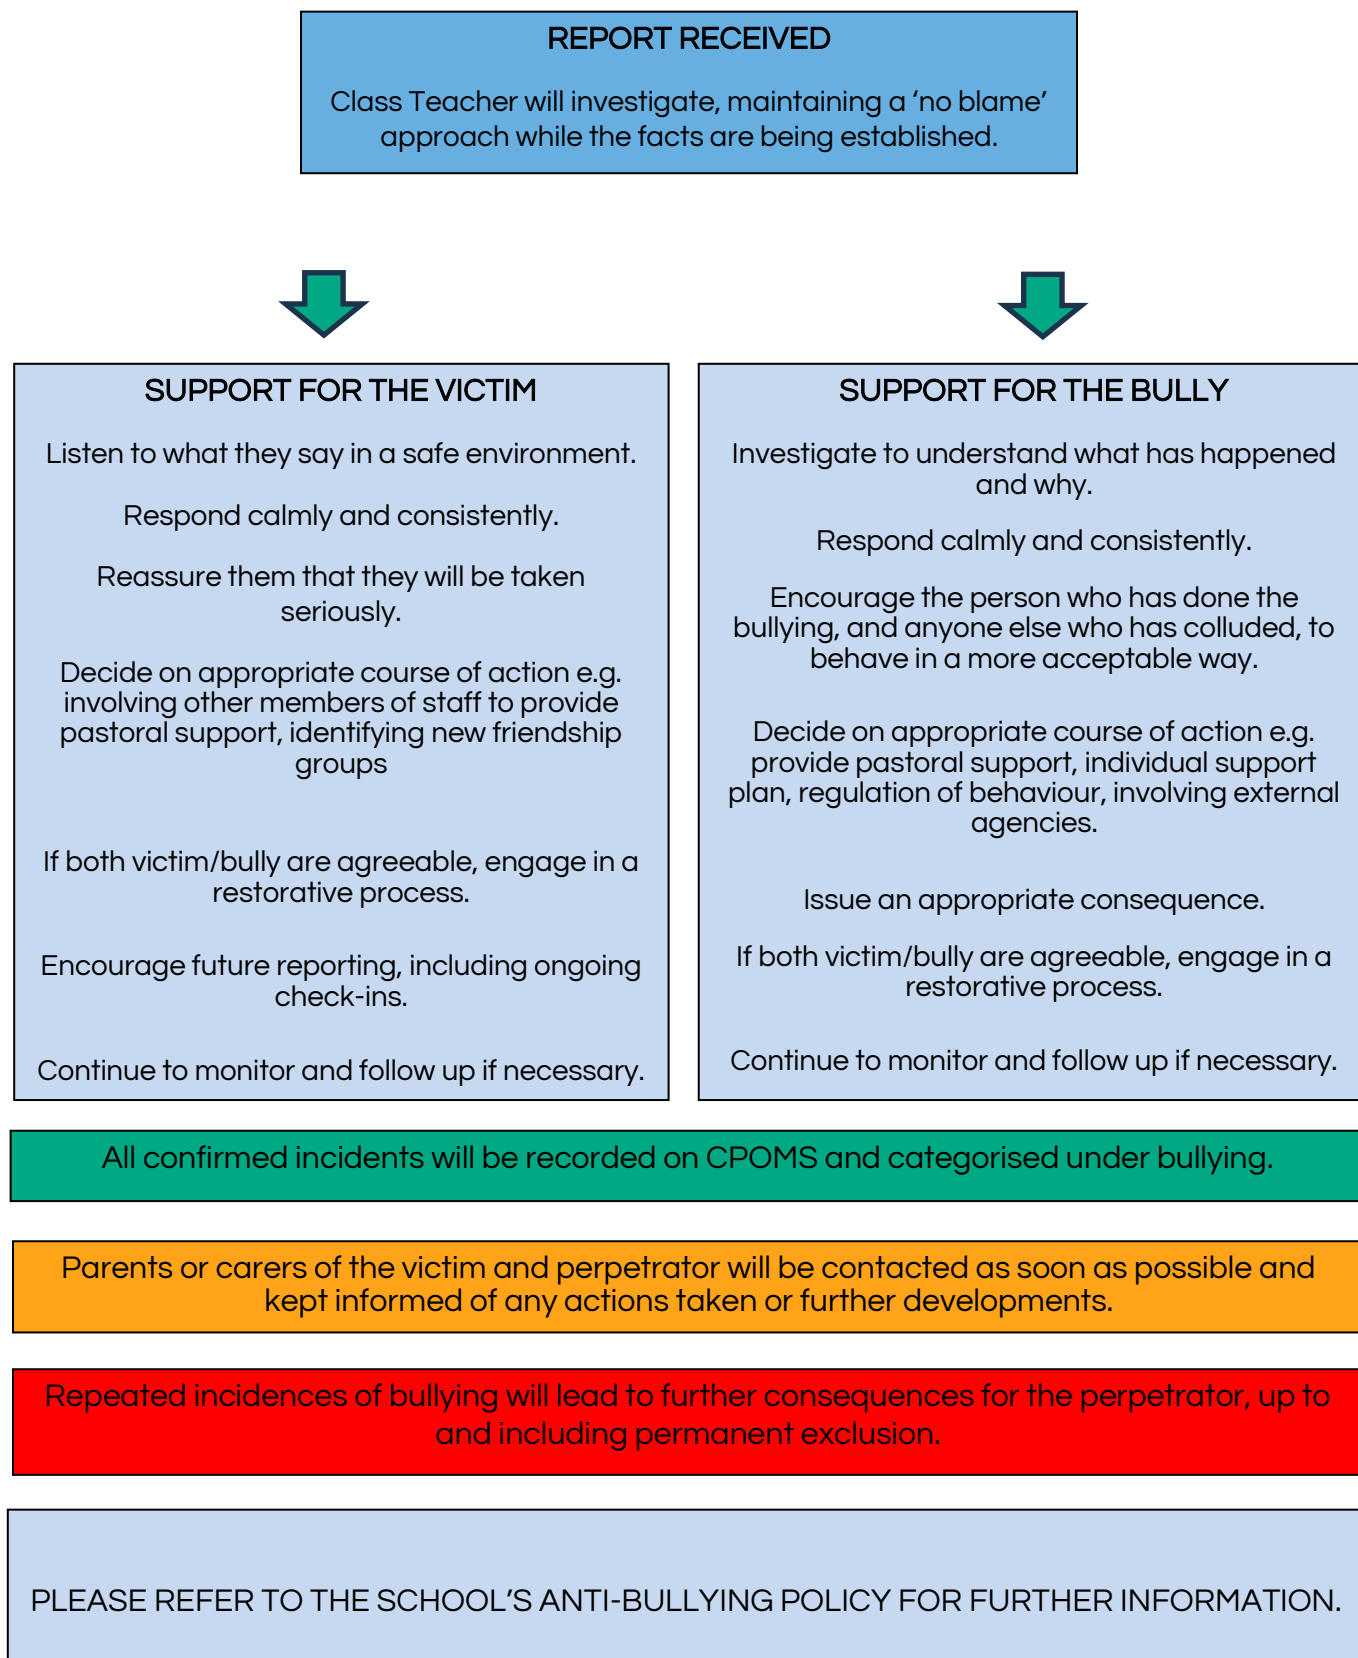 REPORT RECEIVED
Class Teacher will investigate, maintaining a ‘no blame’
approach while the facts are being established.
SUPPORT FOR THE VICTIM
Listen to what they say in a safe environment.
Respond calmly and consistently.
Reassure them that they will be taken
seriously.
Decide on appropriate course of action e.g.
involving other members of staff to provide
pastoral support, identifying new friendship
groups
If both victim/bully are agreeable, engage in a
restorative process.
Encourage future reporting, including ongoing
check-ins.
Continue to monitor and follow up if necessary.
SUPPORT FOR THE BULLY
Investigate to understand what has happened
and why.
Respond calmly and consistently.
Encourage the person who has done the
bullying, and anyone else who has colluded, to
behave in a more acceptable way.
Decide on appropriate course of action e.g.
provide pastoral support, individual support
plan, regulation of behaviour, involving external
agencies.
Issue an appropriate consequence.
If both victim/bully are agreeable, engage in a
restorative process.
Continue to monitor and follow up if necessary.
All confirmed incidents will be recorded on CPOMS and categorised under bullying.
Parents or carers of the victim and perpetrator will be contacted as soon as possible and
kept informed of any actions taken or further developments.
Repeated incidences of bullying will lead to further consequences for the perpetrator, up to
and including permanent exclusion.
PLEASE REFER TO THE SCHOOL’S ANTI-BULLYING POLICY FOR FURTHER INFORMATION.